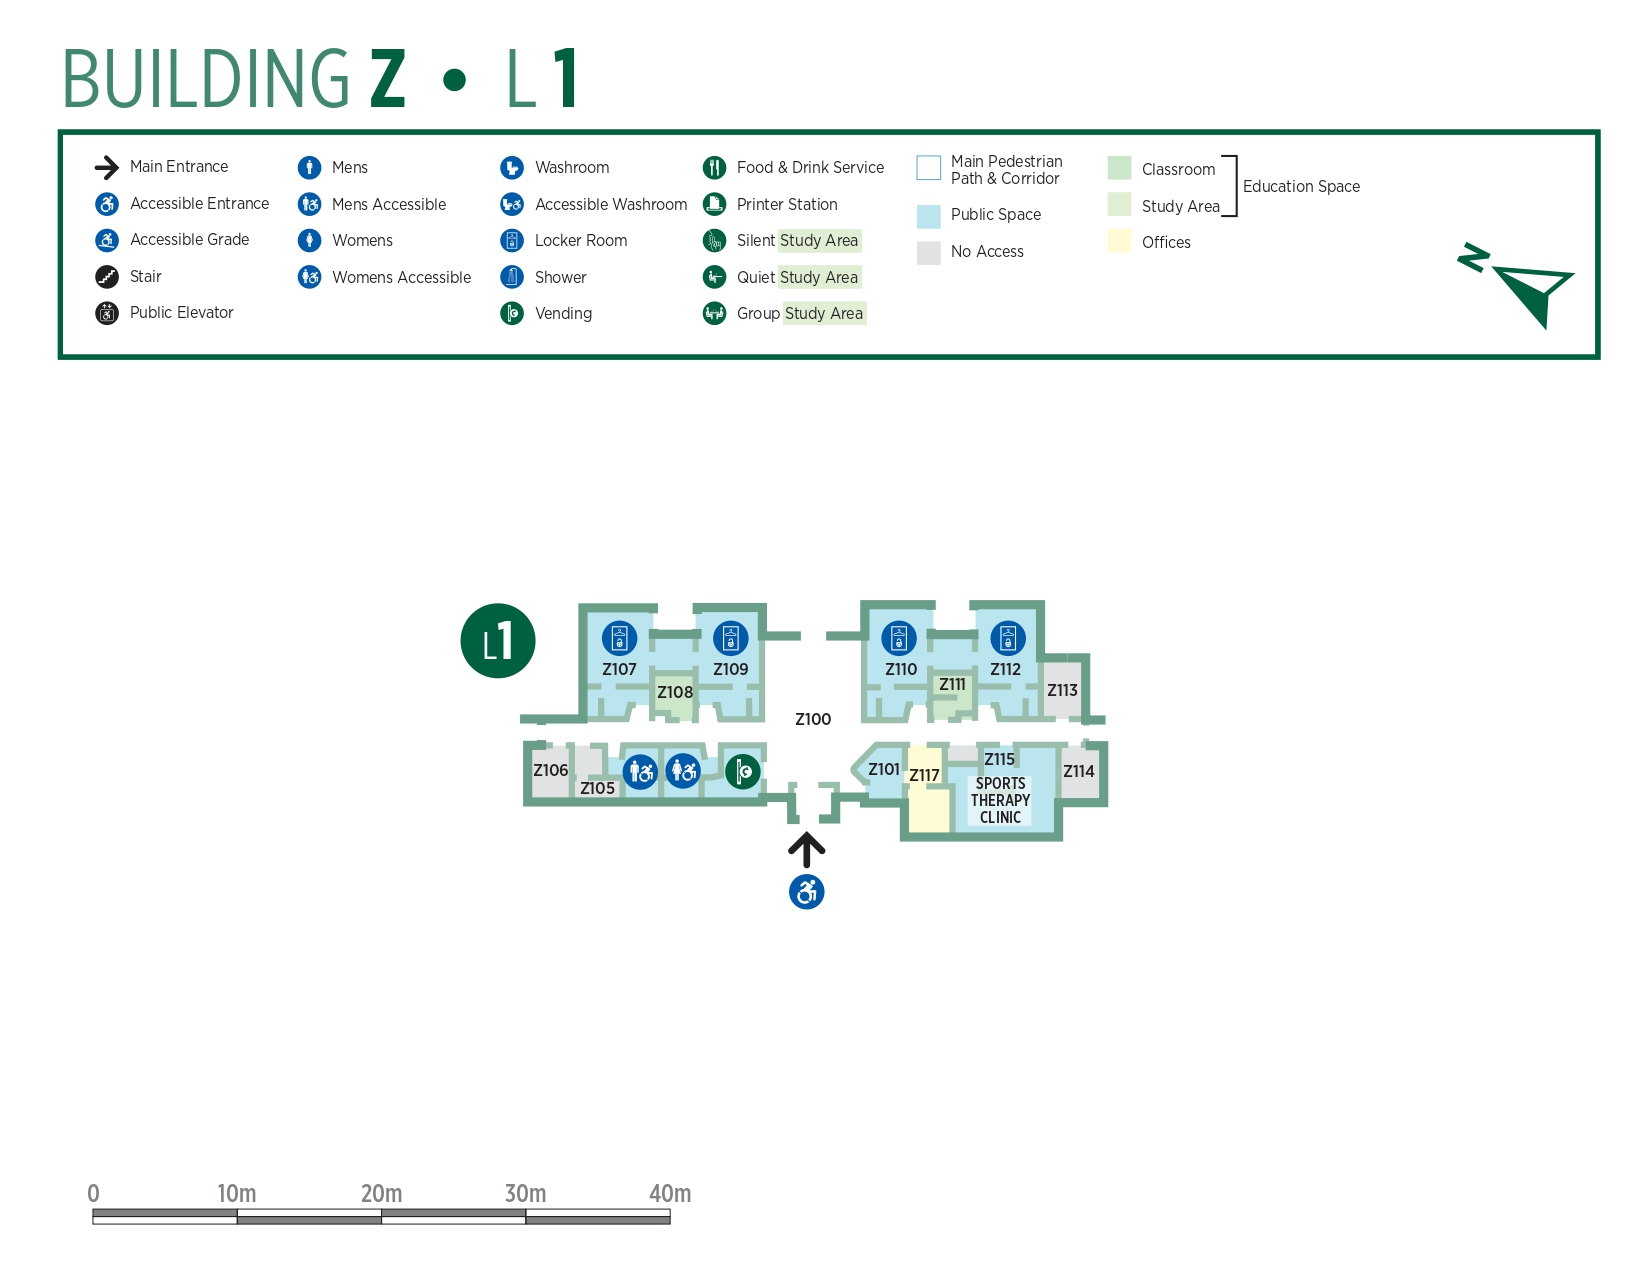 BUILDING Z • L 1
Main Entrance
Accessible Entrance
Accessible Grade
Stair
Public Elevator
Mens
Mens Accessible
Womens
Womens Accessible
Washroom
Accessible Washroom
Locker Room
Shower
Vending
Food & Drink Service
Printer Station
Silent Study Area
Quiet Study Area
Group Study Area
Main Pedestrian
Path & Corridor
Public Space
No Access
Classroom
Study Area
Offices
Education Space
N
L1
Z107
Z109
Z108
Z110
Z112
Z111
Z113
Z100
Z106
Z105
Z101
Z117
Z115
Z114
SPORTS
THERAPY
CLINIC
0 10m 20m 30m 40m